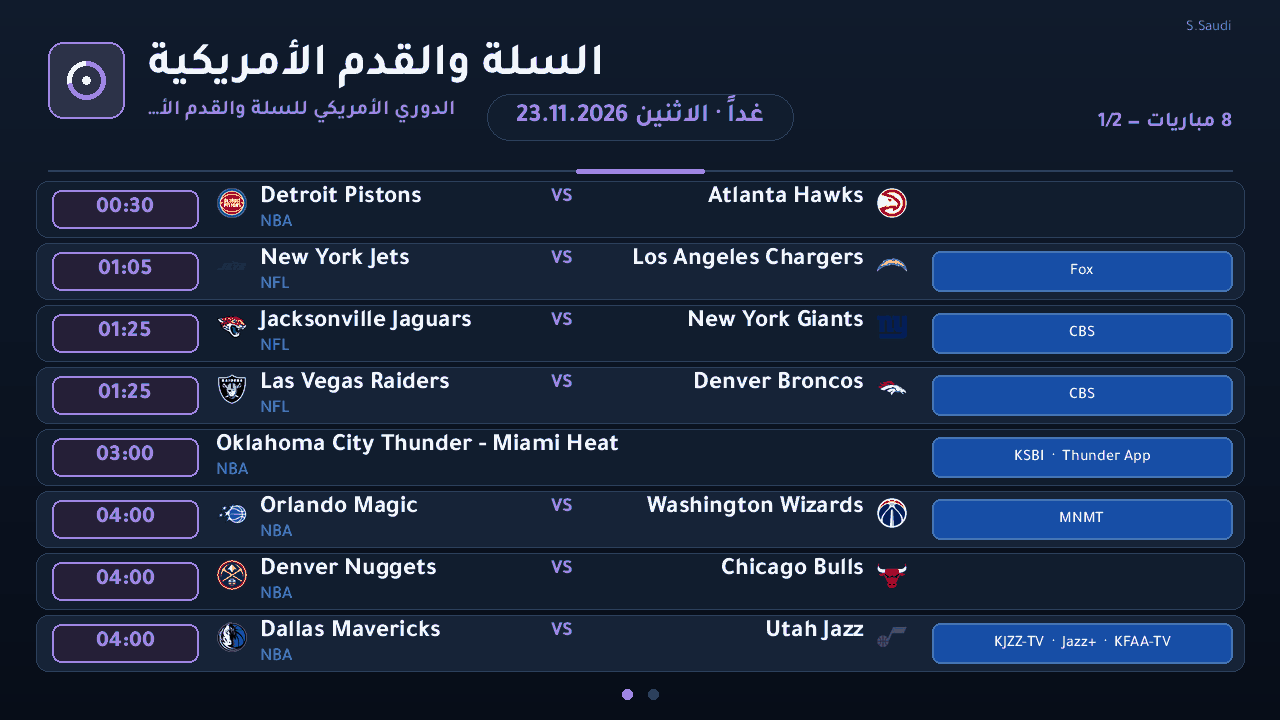 S.Saudi
السلة والقدم الأمريكية
الدوري الأمريكي للسلة والقدم الأ...
غداً · الاثنين 23.11.2026
8 مباريات – 1/2
00:30 Detroit Pistons VS Atlanta Hawks
NBA
01:05 New York Jets VS Los Angeles Chargers Fox
NFL
01:25 Jacksonville Jaguars VS New York Giants CBS
NFL
01:25 Las Vegas Raiders VS Denver Broncos CBS
NFL
03:00 Oklahoma City Thunder - Miami Heat KSBI · Thunder App
NBA
04:00 Orlando Magic VS Washington Wizards MNMT
NBA
04:00 Denver Nuggets VS Chicago Bulls
NBA
04:00 Dallas Mavericks VS Utah Jazz KJZZ-TV · Jazz+ · KFAA-TV
NBA